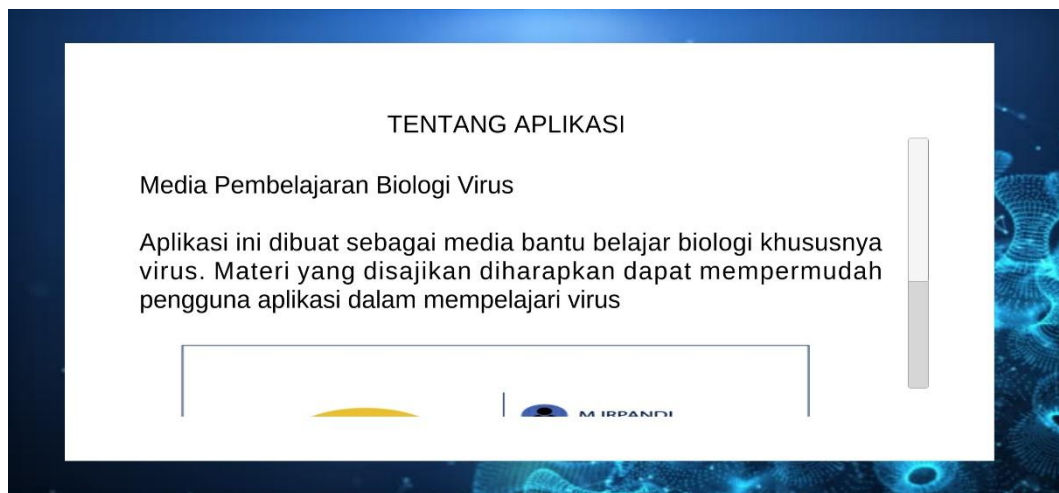 TENTANG APLIKASI
Media Pembelajaran Biologi Virus
Aplikasi ini dibuat sebagai media bantu belajar biologi khususnya
virus. Materi yang disajikan diharapkan dapat mempermudah
pengguna aplikasi dalam mempelajari virus
M IRPANDI